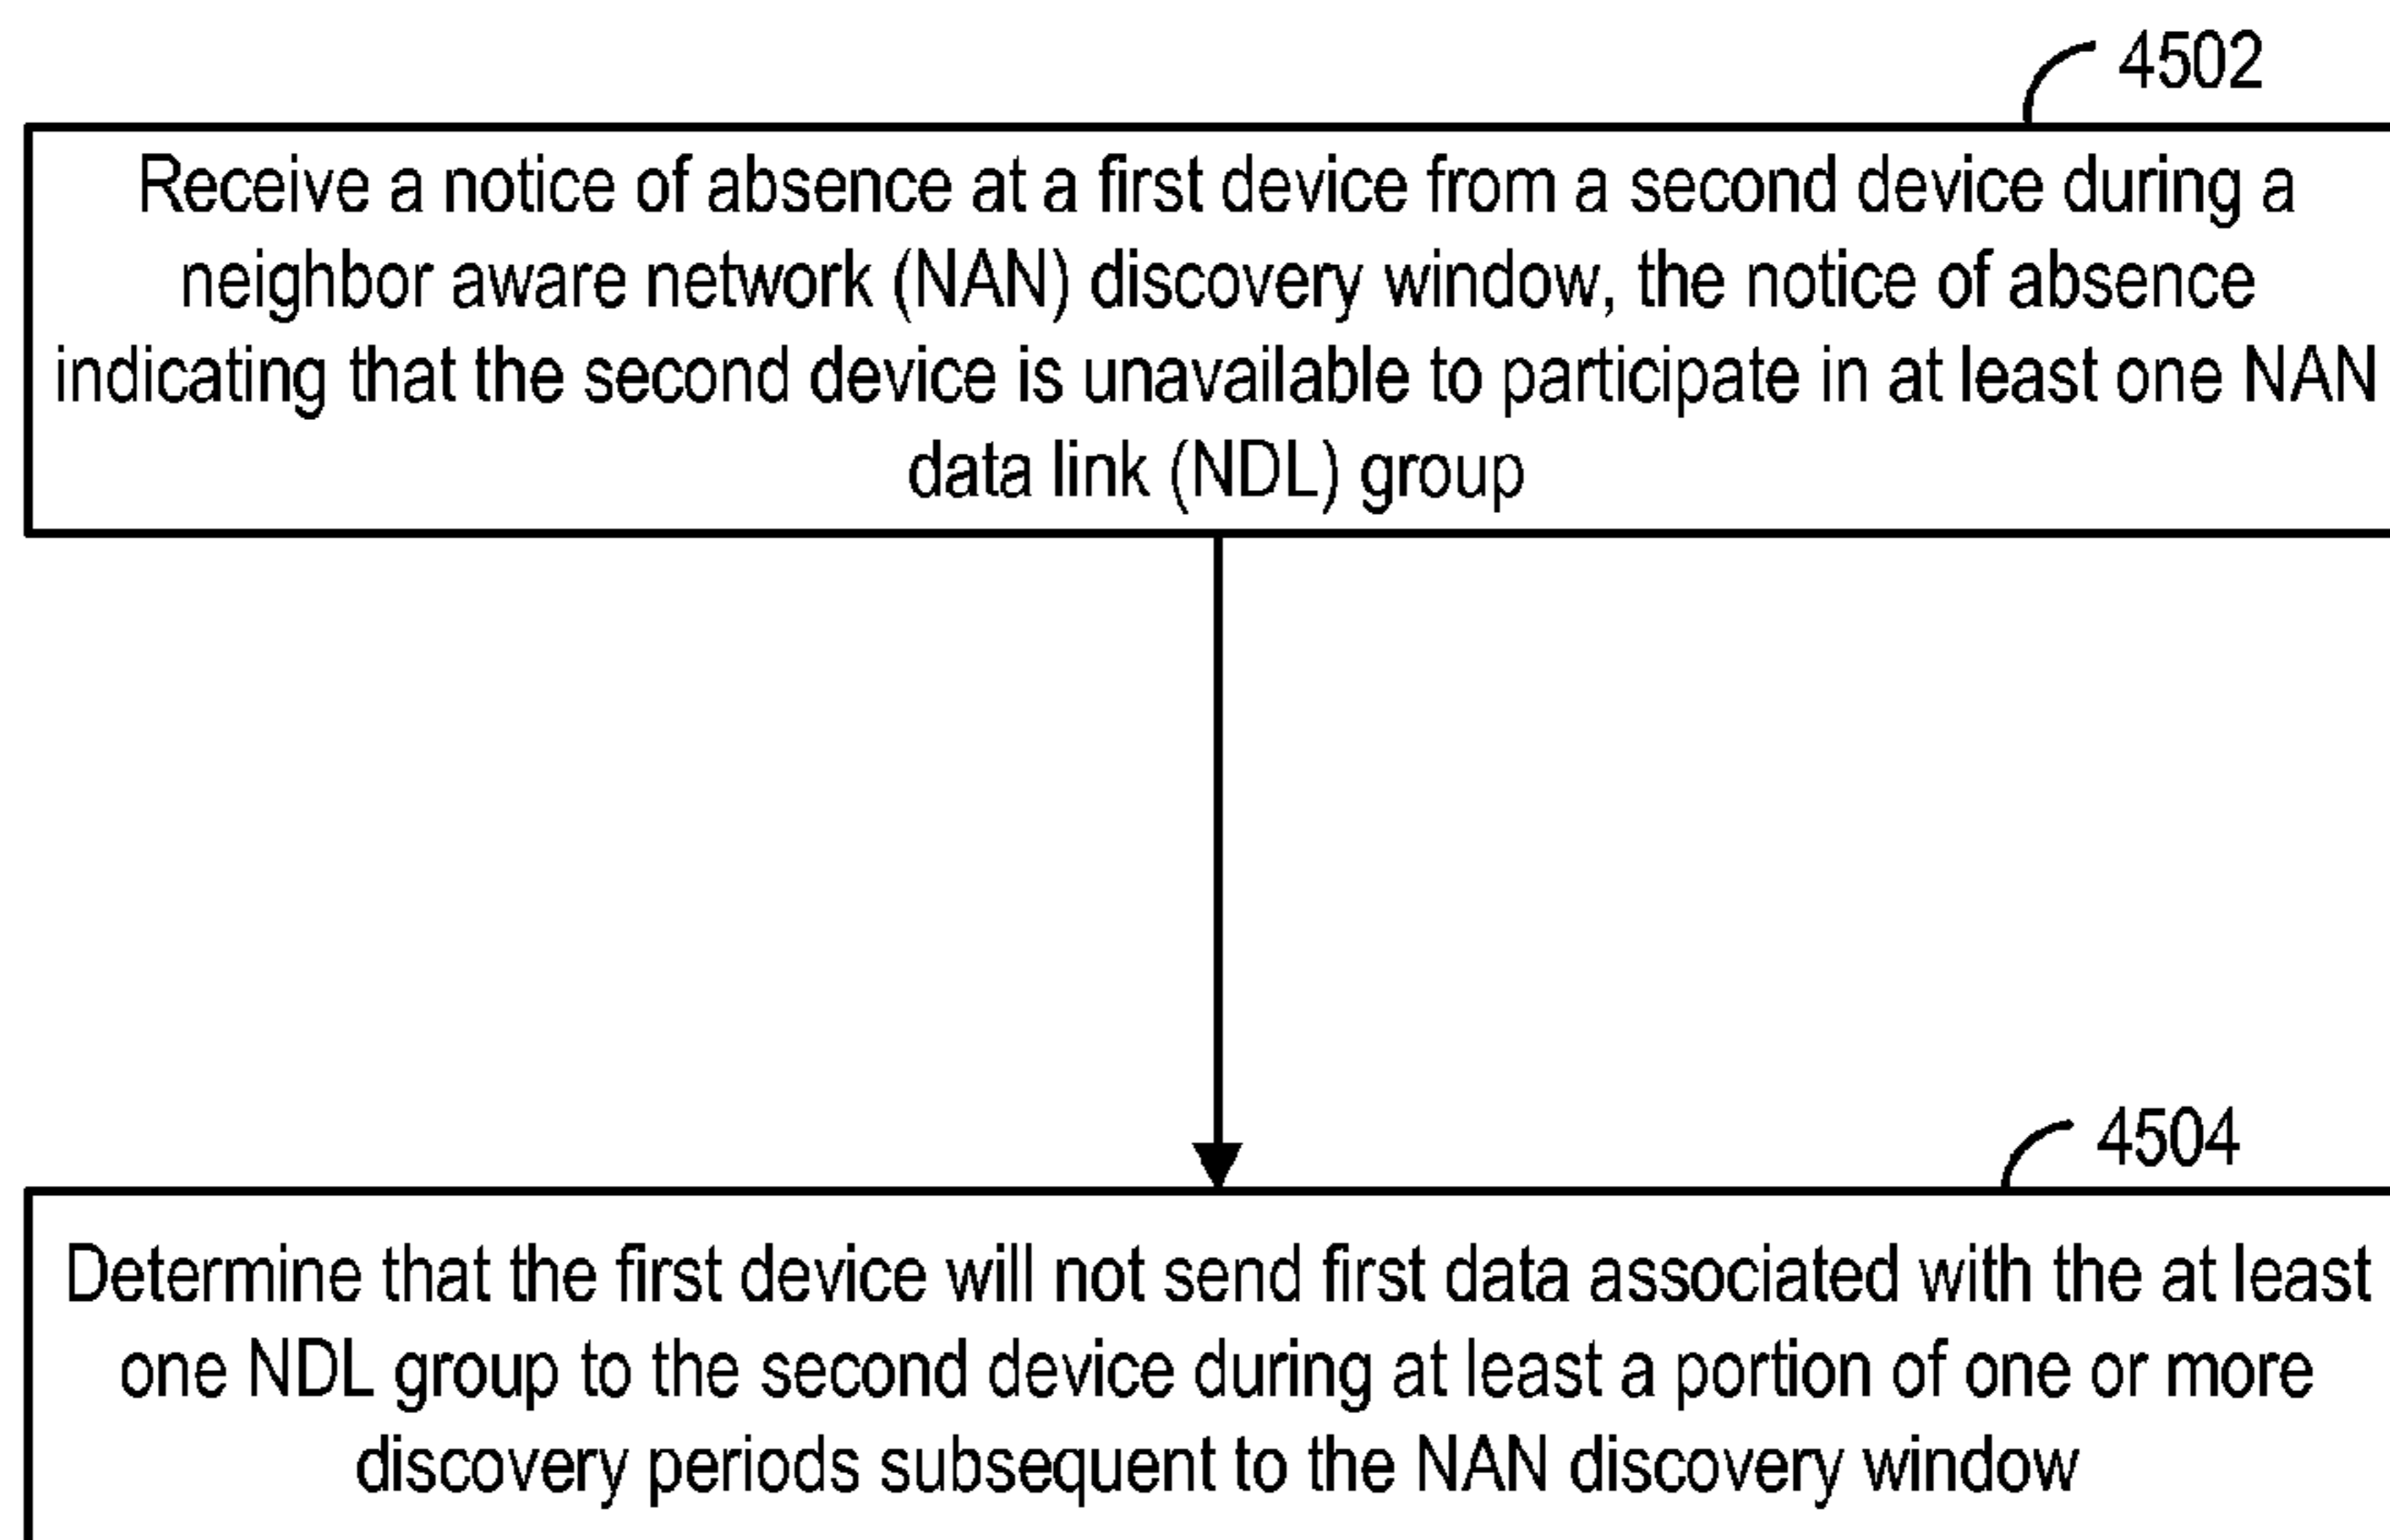 4502
Receive a notice of absence at a first device from a second device during a
neighbor aware network (NAN) discovery window, the notice of absence
indicating that the second device is unavailable to participate in at least one NAN
data link (NDL) group
4504
Determine that the first device will not send first data associated with the at least
one NDL group to the second device during at least a portion of one or more
discovery periods subsequent to the NAN discovery window